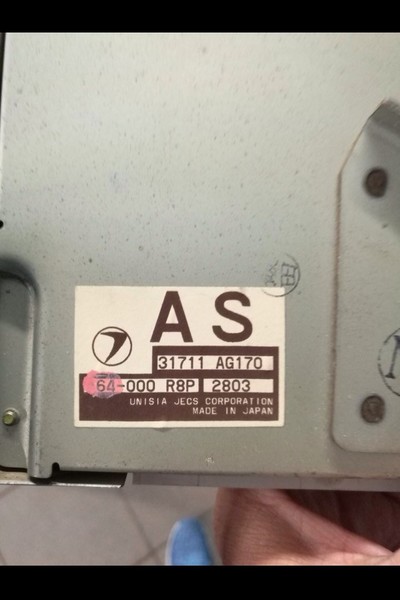 AS
31711 AG170
64-000 R8P 2803
UNISIA JECS CORPORATION
MADE IN JAPAN